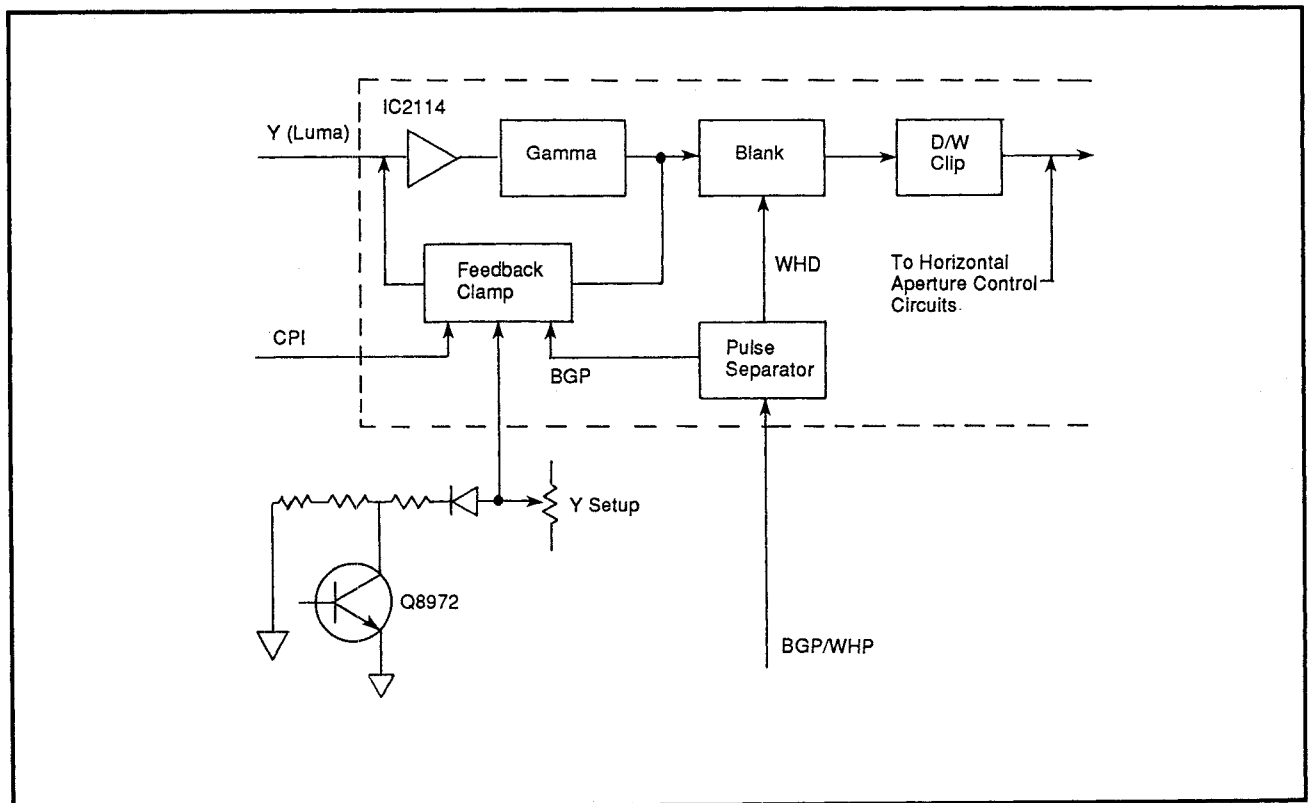 IC2114
Y (Luma)
Gamma
Blank
D/W
Clip
Feedback
Clamp
WHD
To Horizontal
Aperture Control
Circuits.
CPI
BGP
Pulse
Separator
Y Setup
Q8972
BGP/WHP